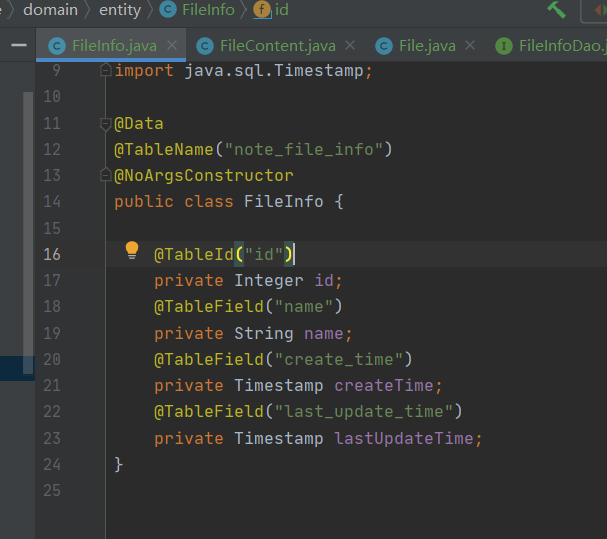 domain entity FileInfo id
FileInfo.java FileContent.java File.java FileInfoDao.
9 import java.sql.Timestamp;
10
11 @Data
12 @TableName("note_file_info")
13 @NoArgsConstructor
14 public class FileInfo {
15
16 @TableId("id")
17 private Integer id;
18 @TableField("name")
19 private String name;
20 @TableField("create_time")
21 private Timestamp createTime;
22 @TableField("last_update_time")
23 private Timestamp lastUpdateTime;
24 }
25